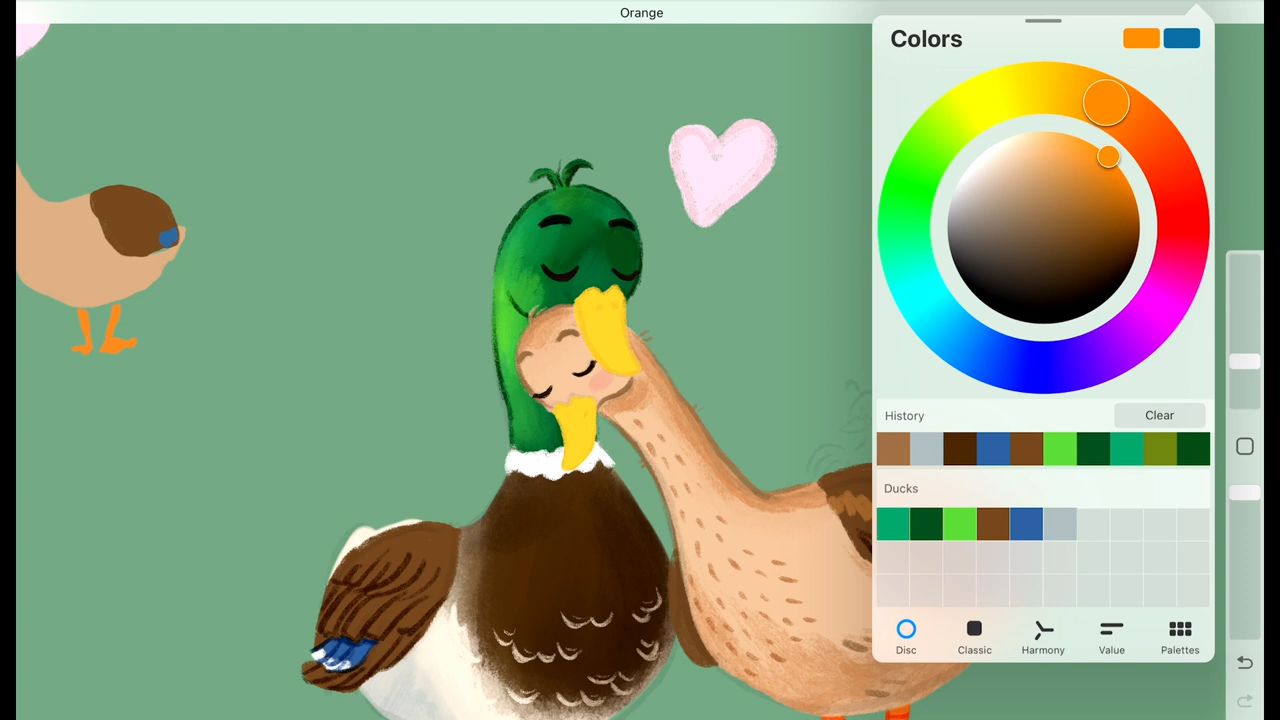 Orange
Colors
History
Clear
Ducks
Disc
Classic
Harmony
Value
Palettes